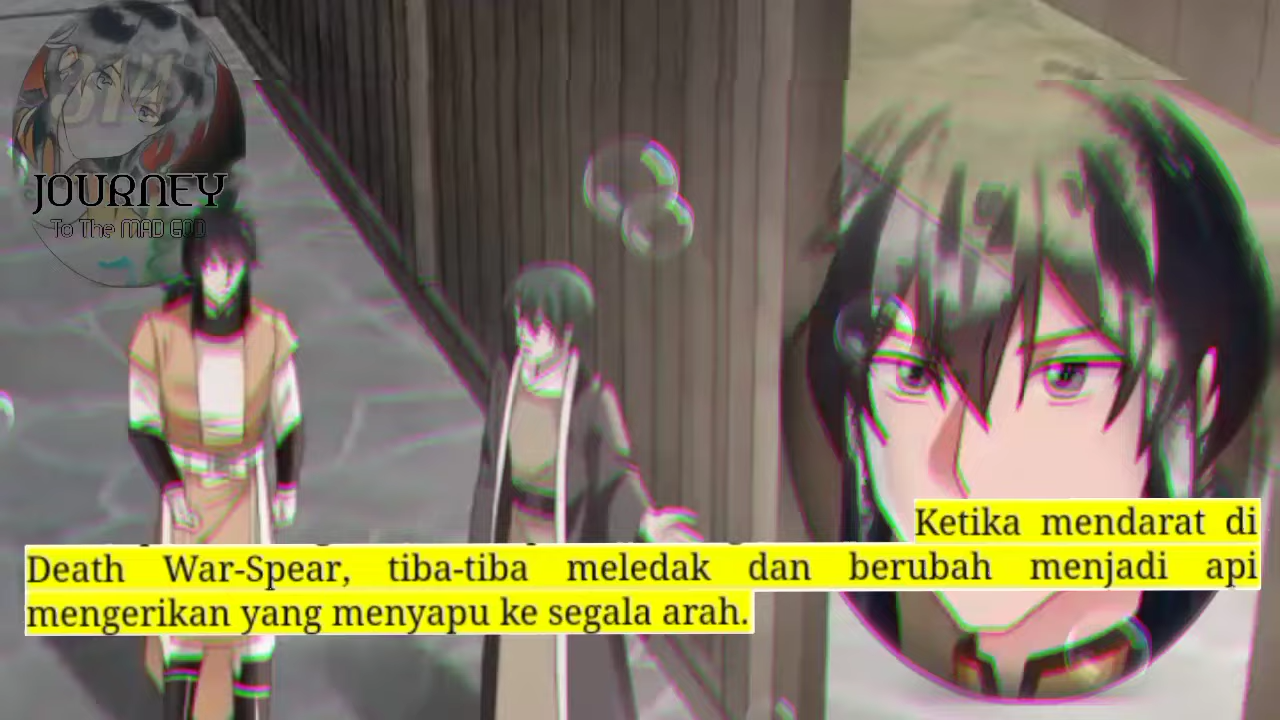 JOURNEY
To The MAD GOD
Ketika mendarat di
Death War-Spear, tiba-tiba meledak dan berubah menjadi api
mengerikan yang menyapu ke segala arah.